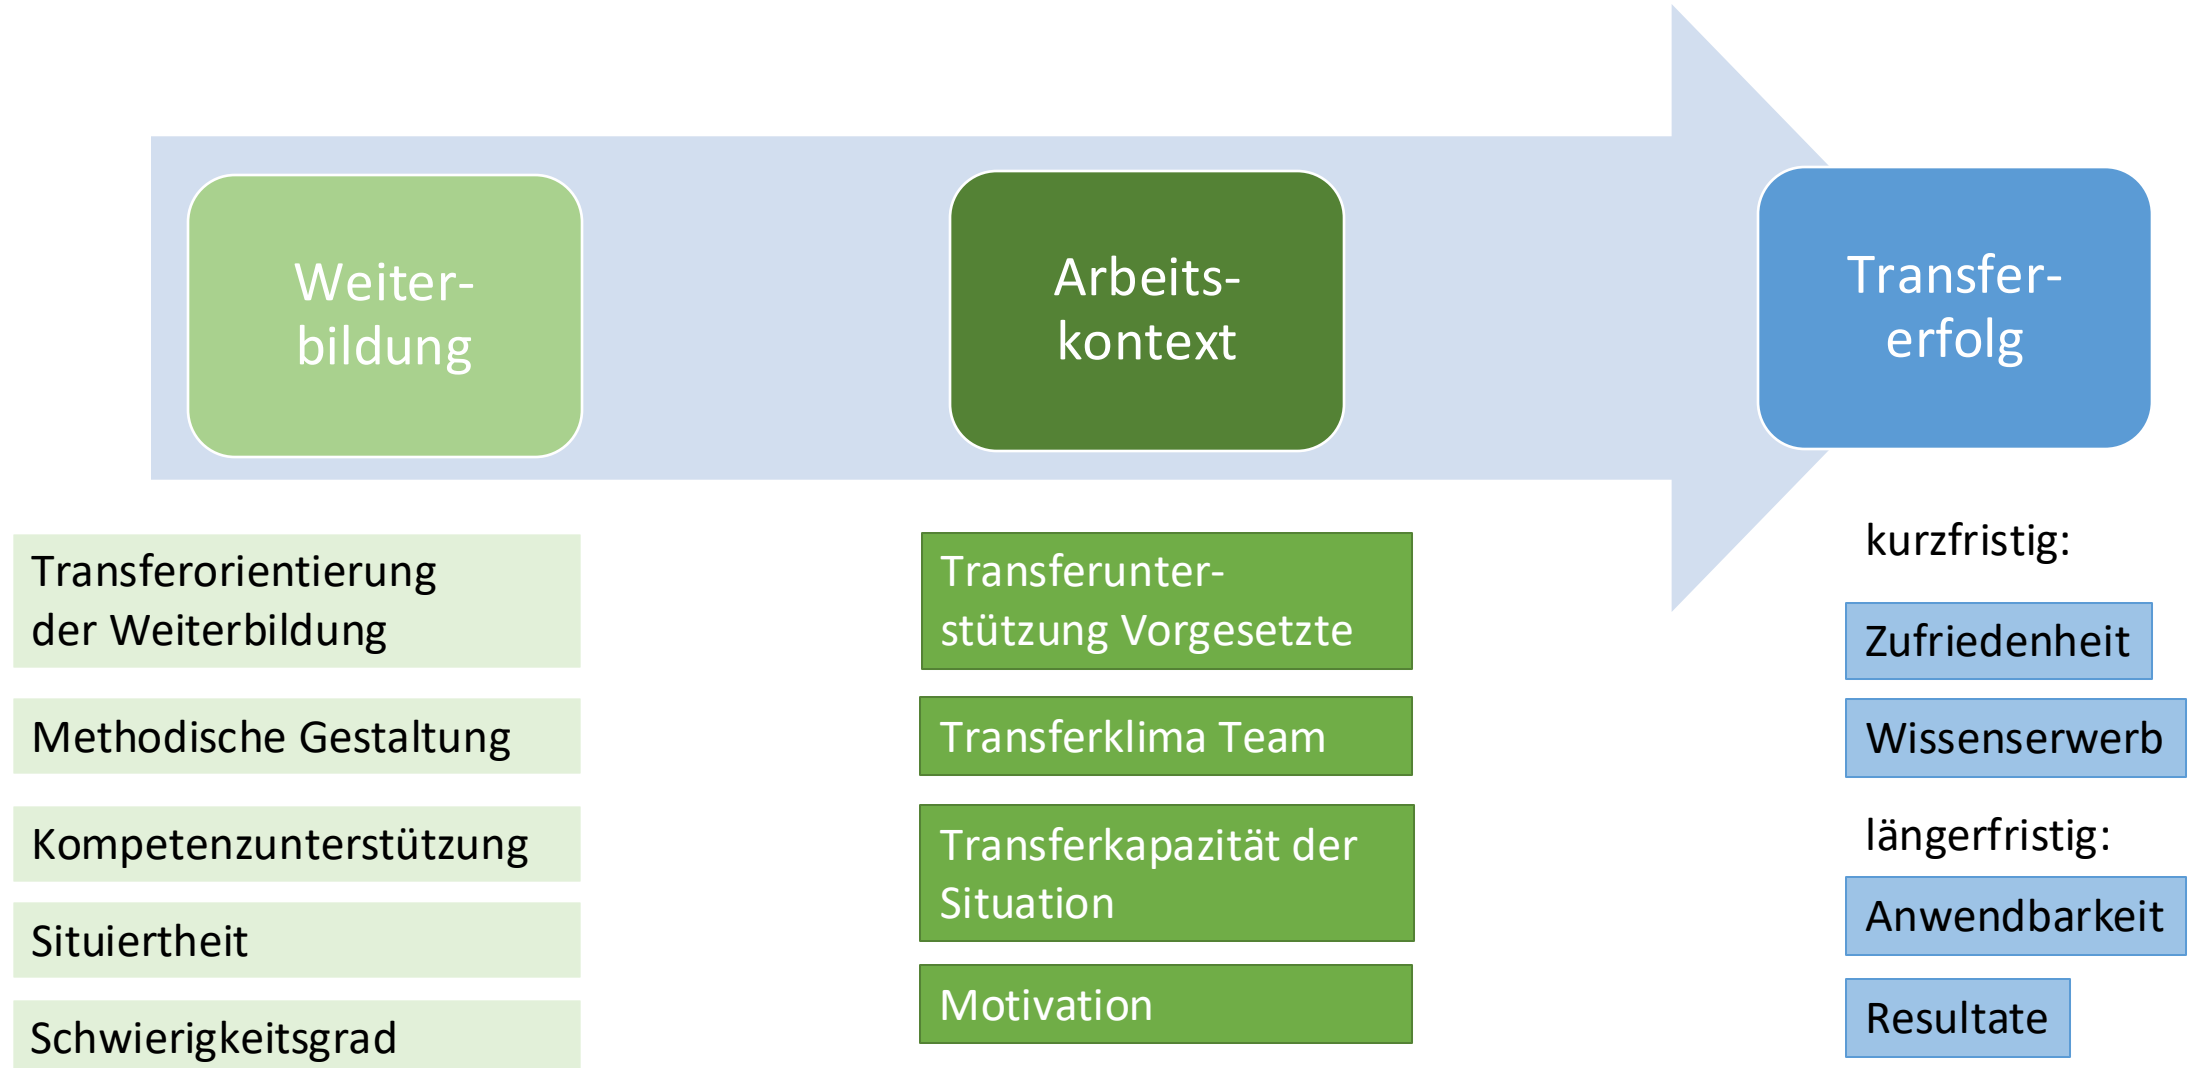 Weiter-
bildung
Arbeits-
kontext
Transfer-
erfolg
Transferorientierung
der Weiterbildung
Methodische Gestaltung
Kompetenzunterstützung
Situiertheit
Schwierigkeitsgrad
Transferunter-
stützung Vorgesetzte
Transferklima Team
Transferkapazität der
Situation
Motivation
kurzfristig:
Zufriedenheit
Wissenserwerb
längerfristig:
Anwendbarkeit
Resultate